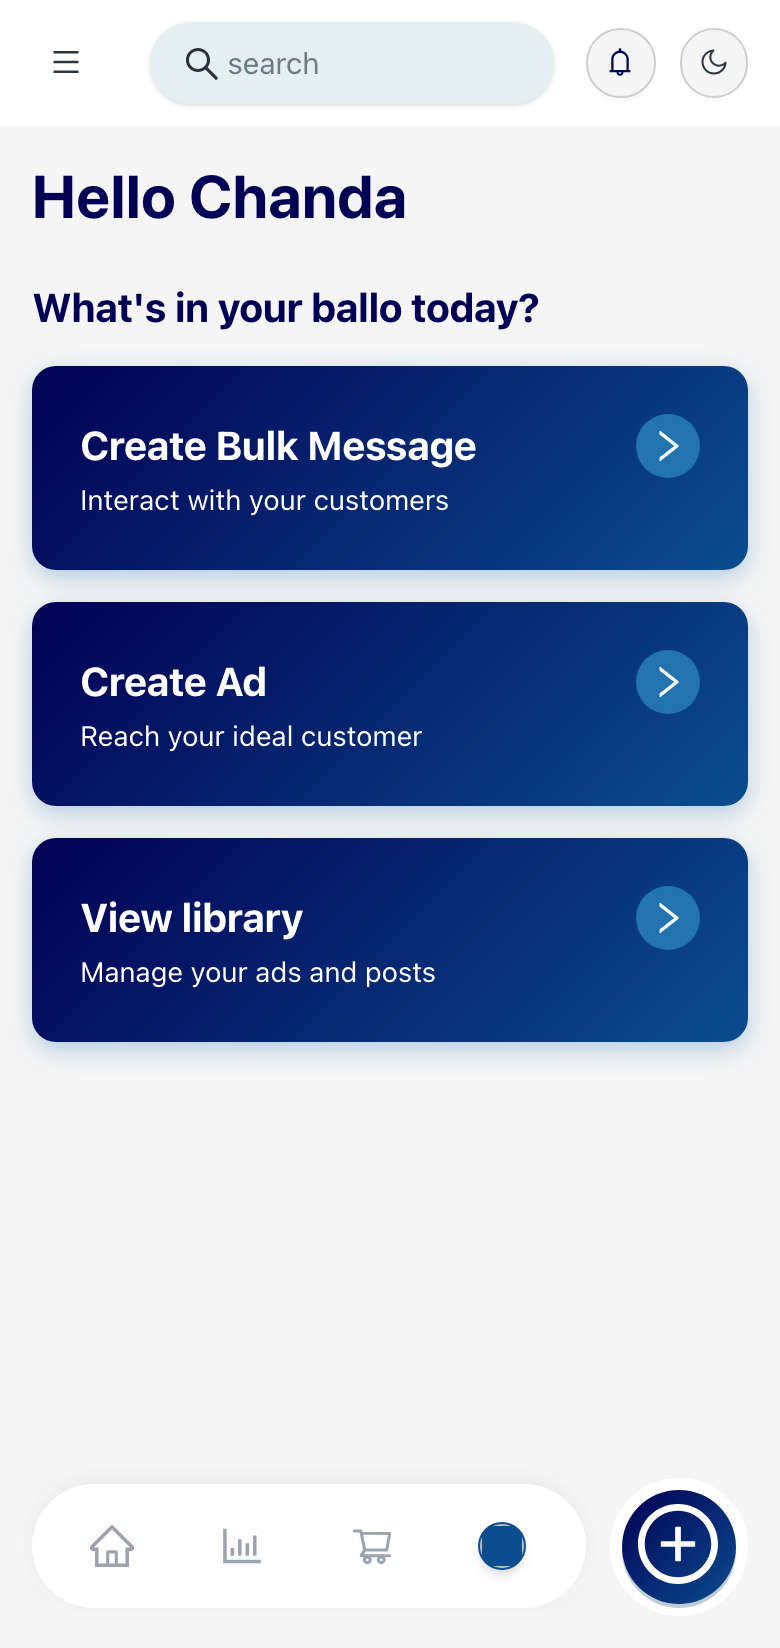 search
Hello Chanda
What's in your ballo today?
Create Bulk Message
Interact with your customers
Create Ad
Reach your ideal customer
View library
Manage your ads and posts